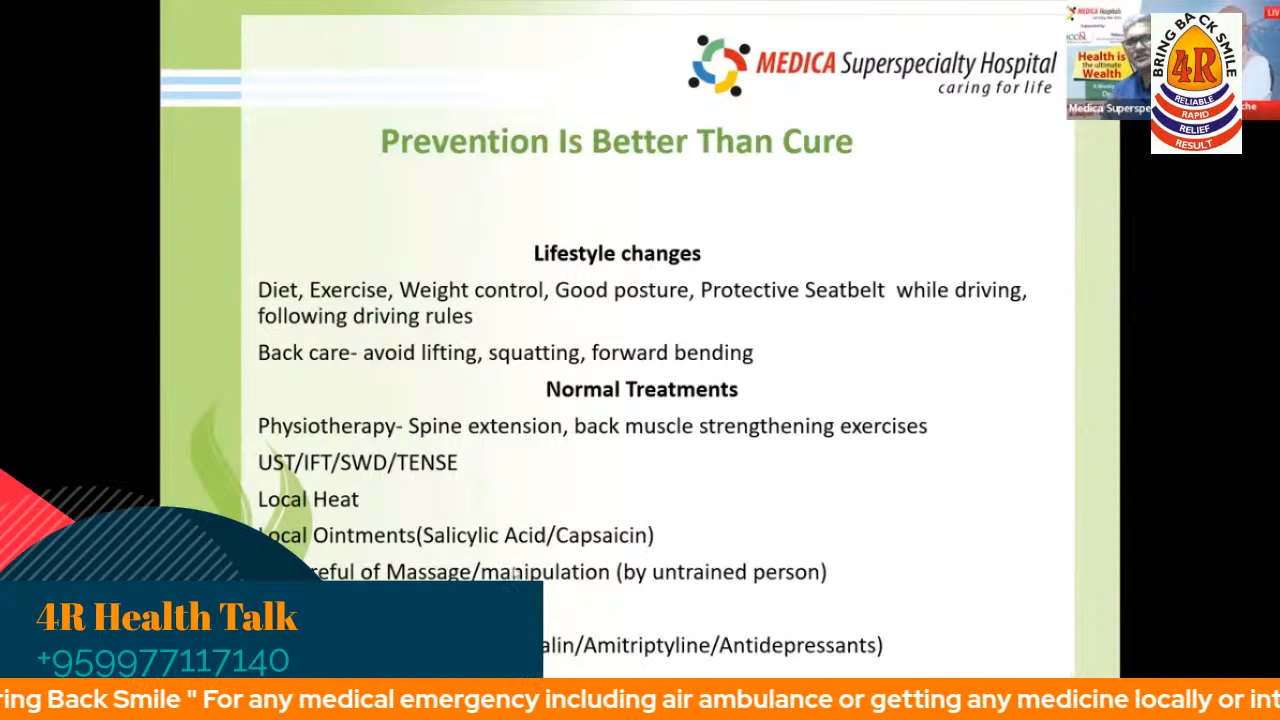 MEDICA Superspecialty Hospital
caring for life
Prevention Is Better Than Cure
Lifestyle changes
Diet, Exercise, Weight control, Good posture, Protective Seatbelt while driving,
following driving rules
Back care- avoid lifting, squatting, forward bending
Normal Treatments
Physiotherapy- Spine extension, back muscle strengthening exercises
UST/IFT/SWD/TENSE
Local Heat
Local Ointments(Salicylic Acid/Capsaicin)
of Massage/manipulation (by untrained person)
/Amitriptyline/Antidepressants)
MEDICA Hospitals
Health is
the ultimate
Wealth
Medica Superspe
LIV
BRING BACK SMILE
4R
RELIABLE
RAPID
RELIEF
RESULT
4R Health Talk
+959977117140
ring Back Smile " For any medical emergency including air ambulance or getting any medicine locally or int